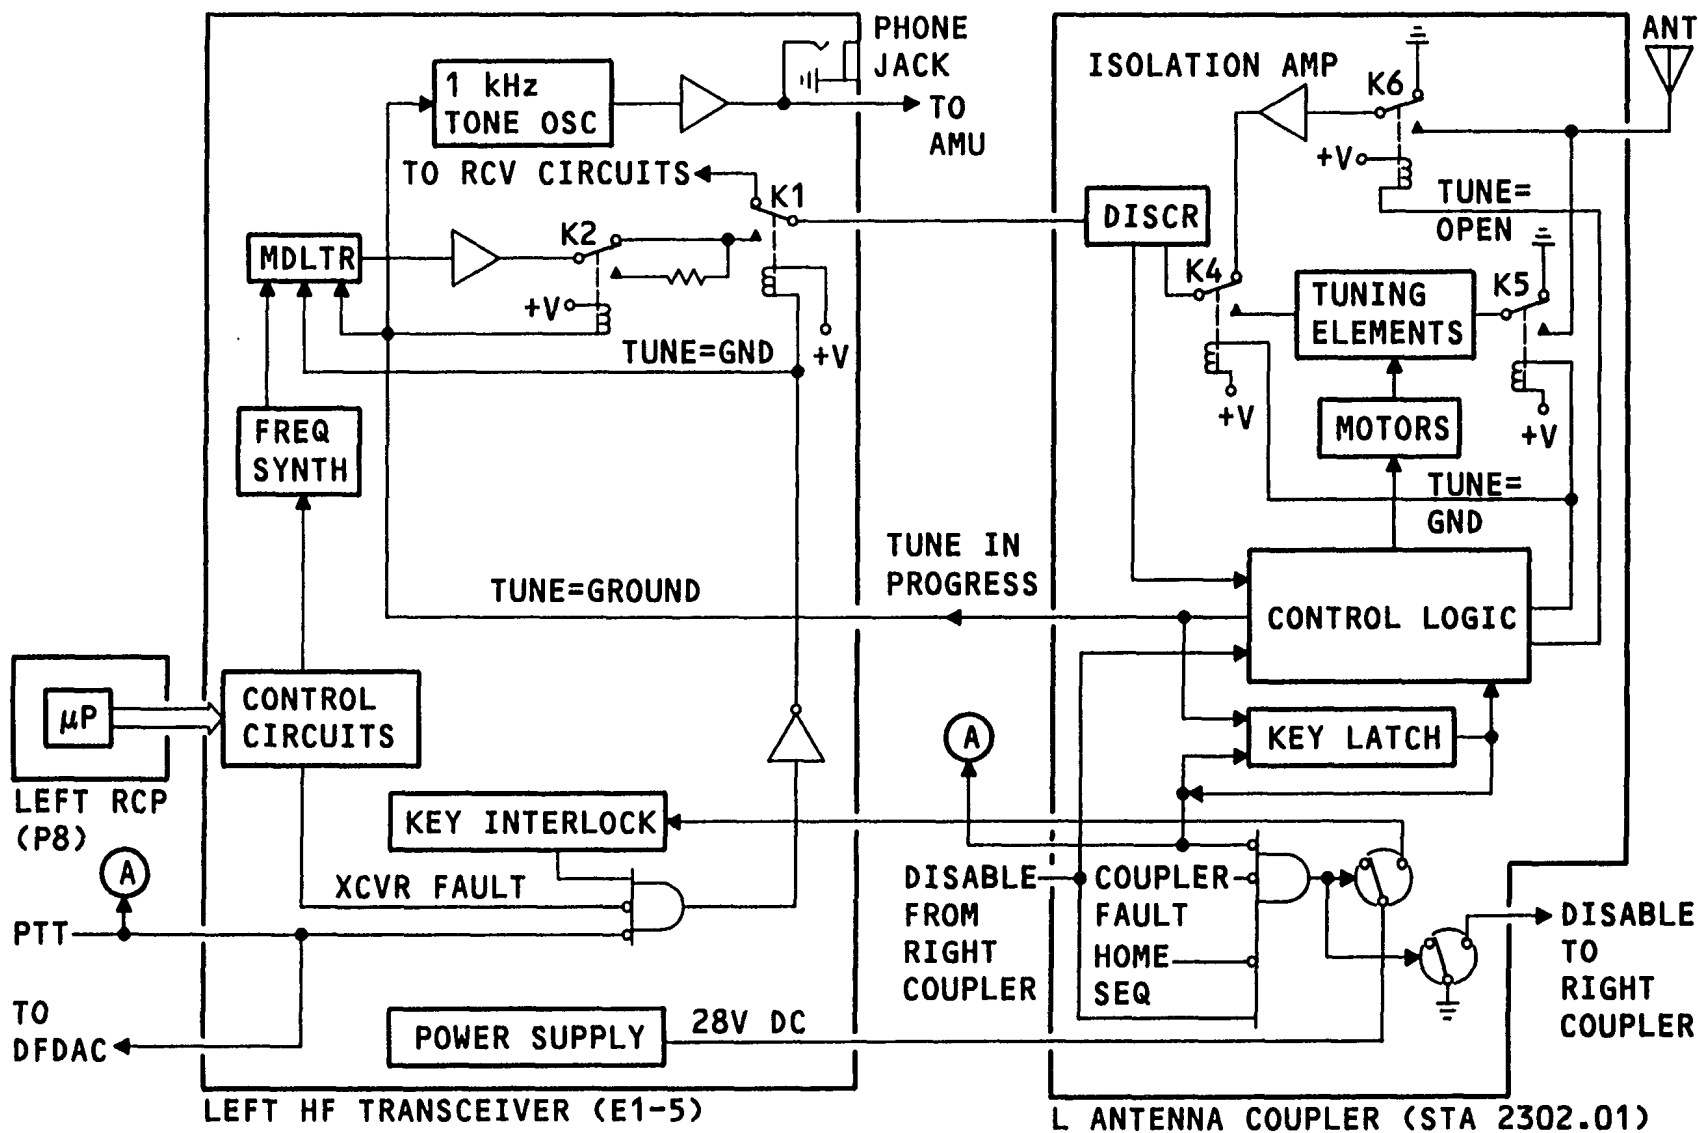 PHONE
JACK
ANT
ISOLATION AMP
K6
1 kHz
TONE OSC
TO
AMU
+V
TO RCV CIRCUITS
K1
TUNE=
OPEN
DISCR
K2
MDLTR
K4
K5
TUNING
ELEMENTS
+V
TUNE=GND
+V
+V
+V
MOTORS
FREQ
SYNTH
TUNE=
GND
TUNE IN
PROGRESS
TUNE=GROUND
CONTROL LOGIC
µP
CONTROL
CIRCUITS
A
KEY LATCH
LEFT RCP
(P8)
KEY INTERLOCK
A
XCVR FAULT
DISABLE
FROM
RIGHT
COUPLER
COUPLER
FAULT
HOME
SEQ
PTT
DISABLE
TO
RIGHT
COUPLER
TO
DFDAC
POWER SUPPLY
28V DC
LEFT HF TRANSCEIVER (E1-5)
L ANTENNA COUPLER (STA 2302.01)